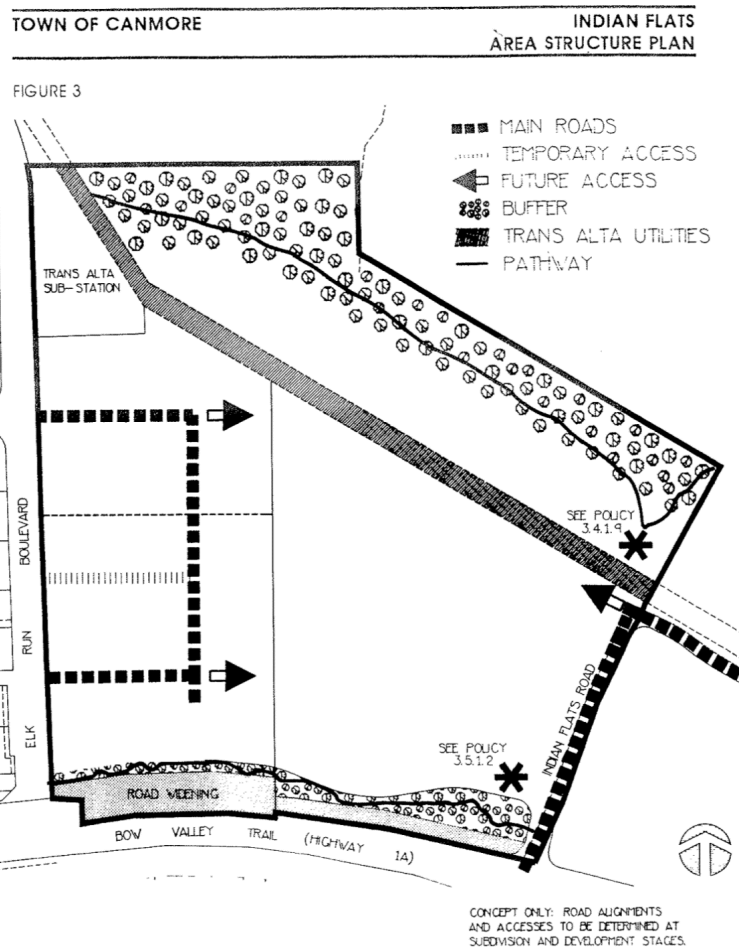 TOWN OF CANMORE
INDIAN FLATS
AREA STRUCTURE PLAN
FIGURE 3
MAIN ROADS
TEMPORARY ACCESS
FUTURE ACCESS
BUFFER
TRANS ALTA UTILITIES
PATHWAY
TRANS ALTA
SUB-STATION
SEE POLICY
3.4.1.9
ELK RUN BOULEVARD
INDIAN FLATS ROAD
SEE POLICY
3.5.1.2
ROAD WIDENING
BOW VALLEY TRAIL (HIGHWAY 1A)
CONCEPT ONLY: ROAD ALIGNMENTS
AND ACCESSES TO BE DETERMINED AT
SUBDIVISION AND DEVELOPMENT STAGES.